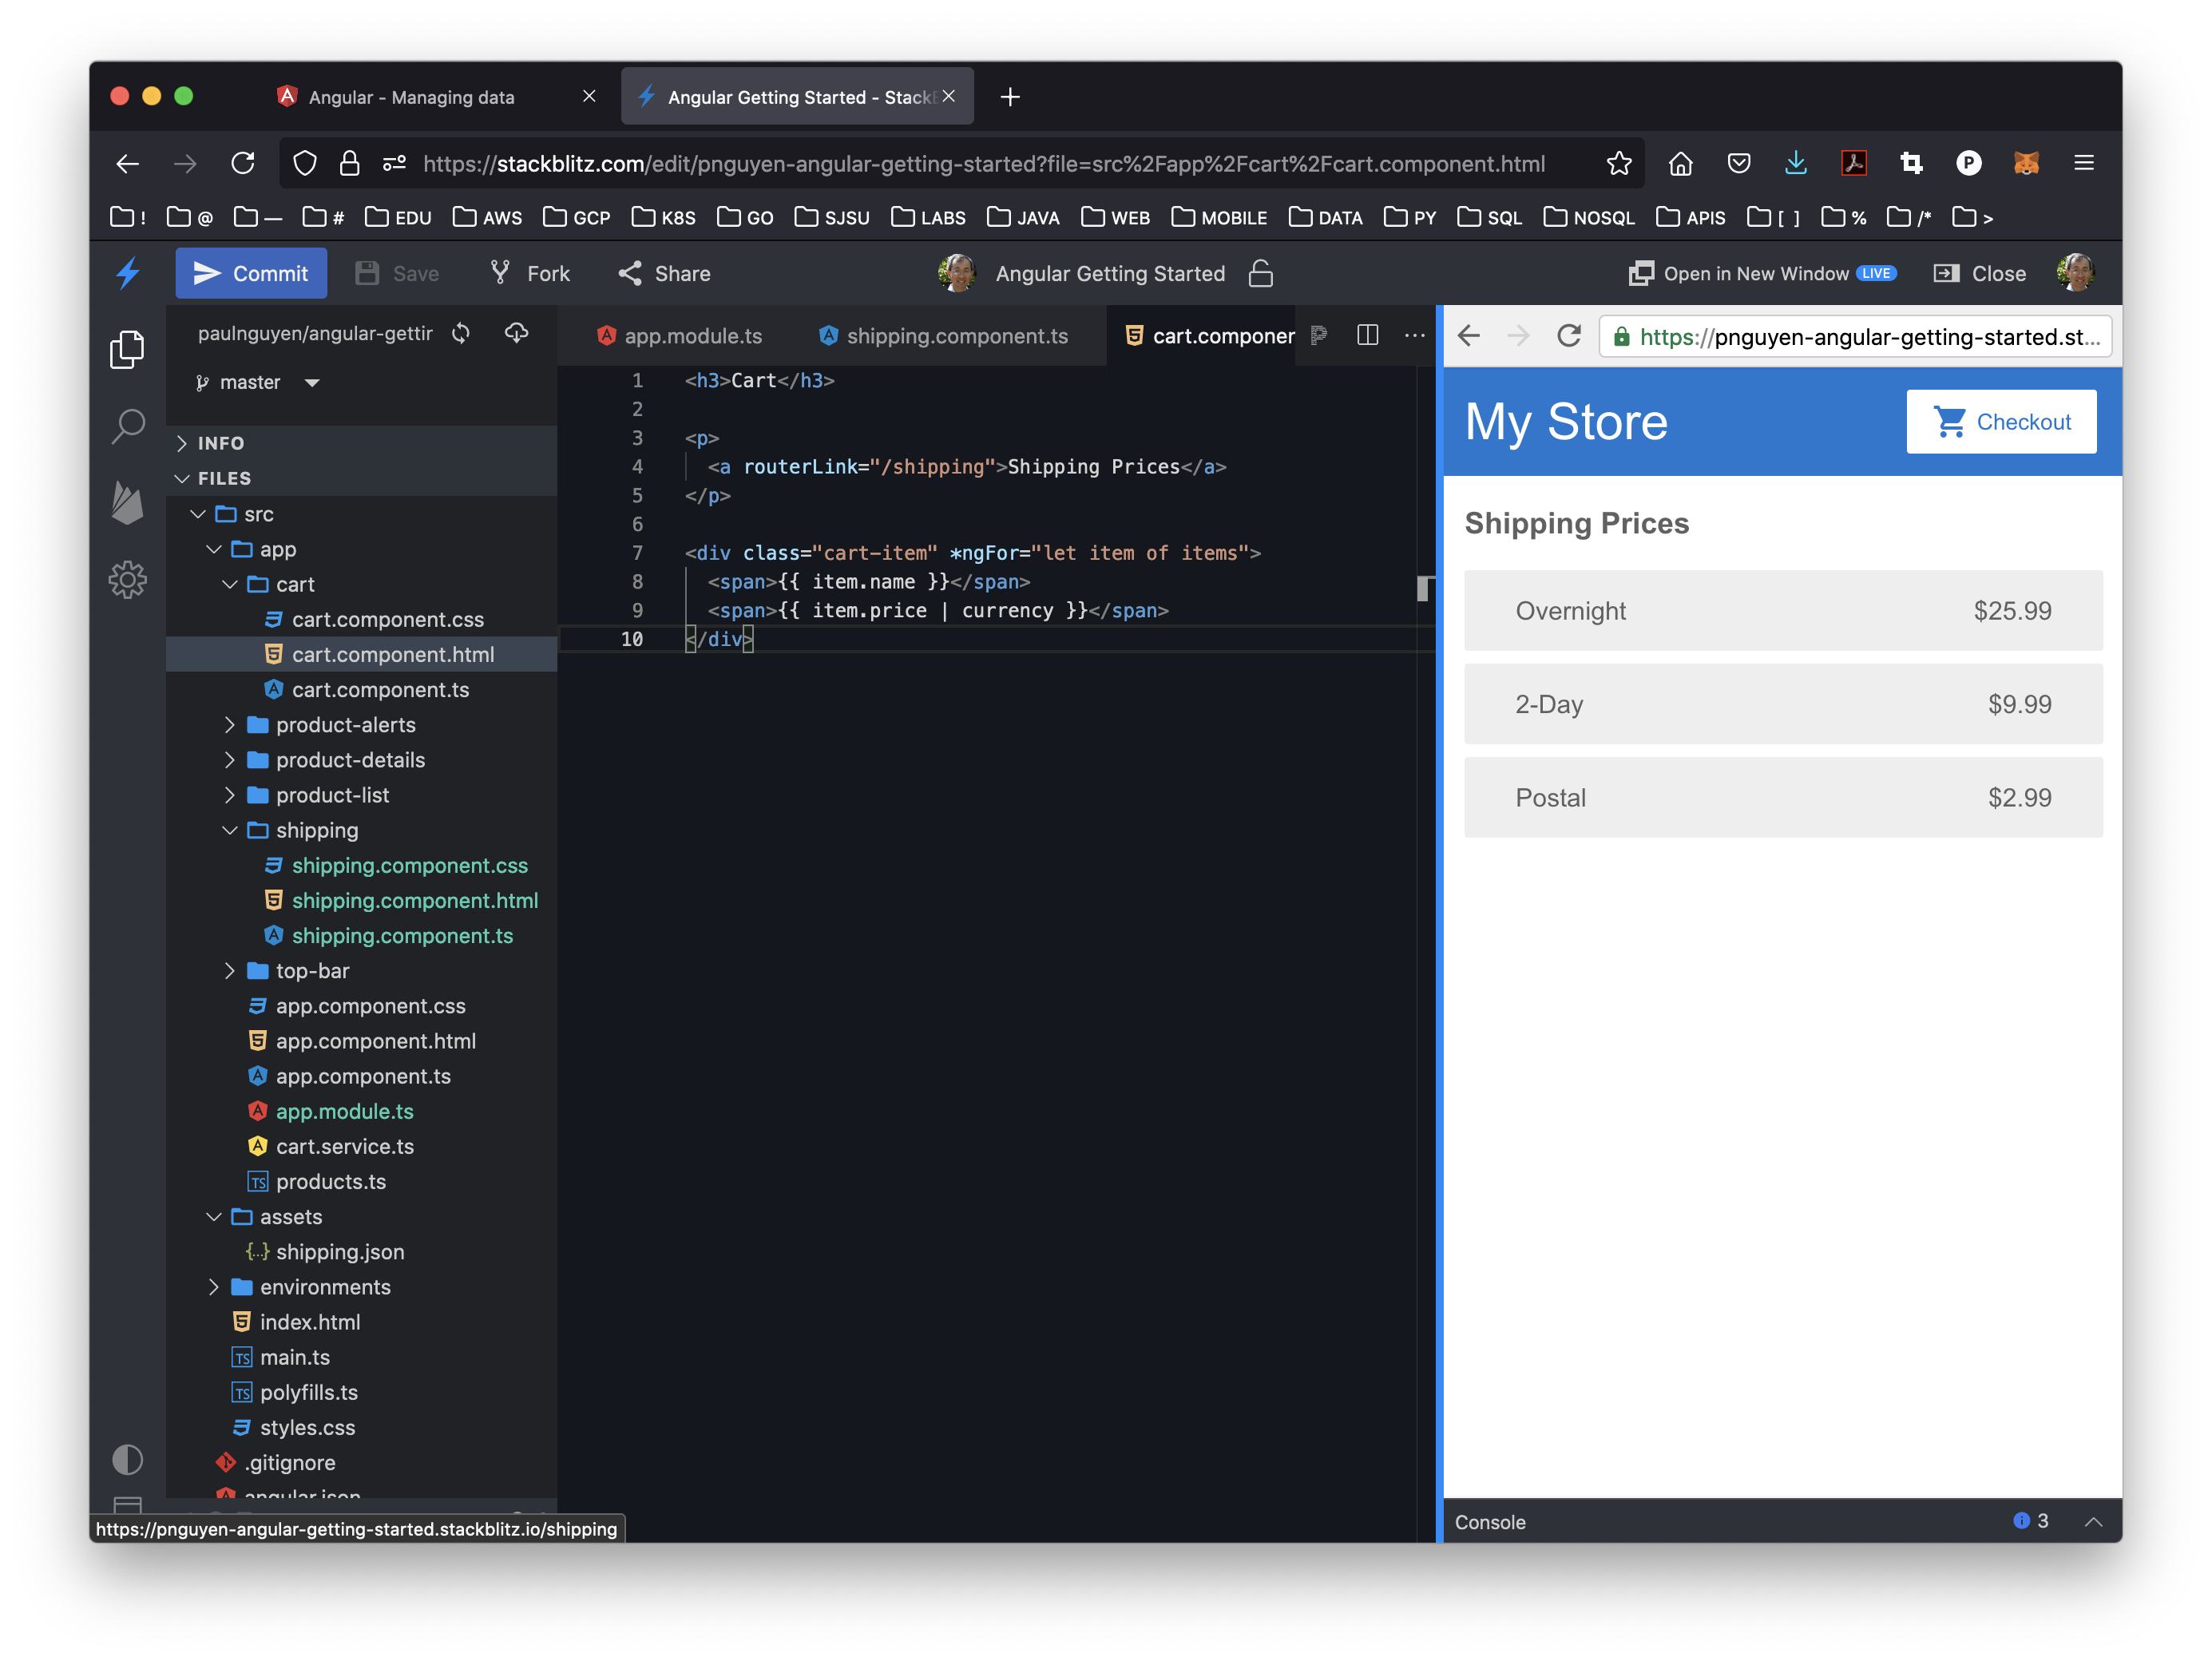 Angular - Managing data
Angular Getting Started - Stack
https://stackblitz.com/edit/pnguyen-angular-getting-started?file=src%2Fapp%2Fcart%2Fcart.component.html
! @ — # EDU AWS GCP K8S GO SJSU LABS JAVA WEB MOBILE DATA PY SQL NOSQL APIS [ ] % /* >
Commit Save Fork Share Angular Getting Started Open in New Window LIVE Close
paulnguyen/angular-gettir
master
INFO
FILES
src
app
cart
cart.component.css
cart.component.html
cart.component.ts
product-alerts
product-details
product-list
shipping
shipping.component.css
shipping.component.html
shipping.component.ts
top-bar
app.component.css
app.component.html
app.component.ts
app.module.ts
cart.service.ts
products.ts
assets
shipping.json
environments
index.html
main.ts
polyfills.ts
styles.css
.gitignore
angular.json
https://pnguyen-angular-getting-started.stackblitz.io/shipping
app.module.ts shipping.component.ts cart.componer
1 <h3>Cart</h3>
2
3 <p>
4 <a routerLink="/shipping">Shipping Prices</a>
5 </p>
6
7 <div class="cart-item" *ngFor="let item of items">
8 <span>{{ item.name }}</span>
9 <span>{{ item.price | currency }}</span>
10 </div>
https://pnguyen-angular-getting-started.st...
My Store
Checkout
Shipping Prices
Overnight $25.99
2-Day $9.99
Postal $2.99
Console 3